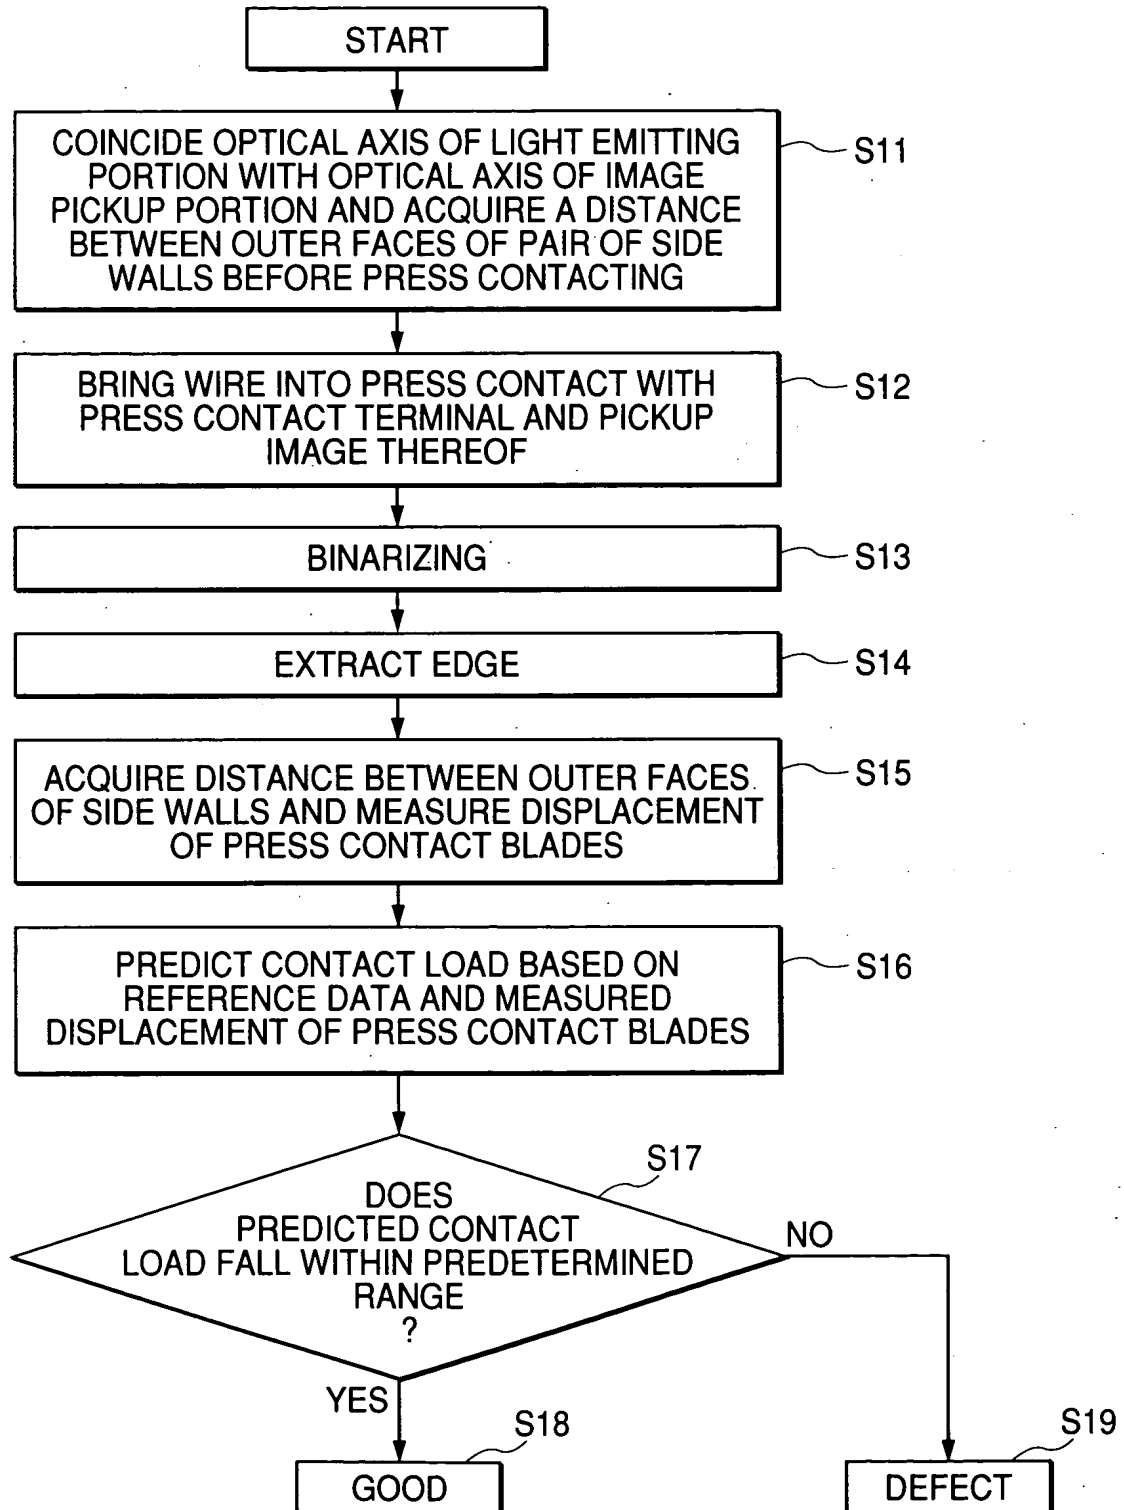 START
COINCIDE OPTICAL AXIS OF LIGHT EMITTING
PORTION WITH OPTICAL AXIS OF IMAGE
PICKUP PORTION AND ACQUIRE A DISTANCE
BETWEEN OUTER FACES OF PAIR OF SIDE
WALLS BEFORE PRESS CONTACTING
S11
BRING WIRE INTO PRESS CONTACT WITH
PRESS CONTACT TERMINAL AND PICKUP
IMAGE THEREOF
S12
BINARIZING
S13
EXTRACT EDGE
S14
ACQUIRE DISTANCE BETWEEN OUTER FACES
OF SIDE WALLS AND MEASURE DISPLACEMENT
OF PRESS CONTACT BLADES
S15
PREDICT CONTACT LOAD BASED ON
REFERENCE DATA AND MEASURED
DISPLACEMENT OF PRESS CONTACT BLADES
S16
S17
DOES
PREDICTED CONTACT
LOAD FALL WITHIN PREDETERMINED
RANGE
?
NO
YES
S18
GOOD
S19
DEFECT